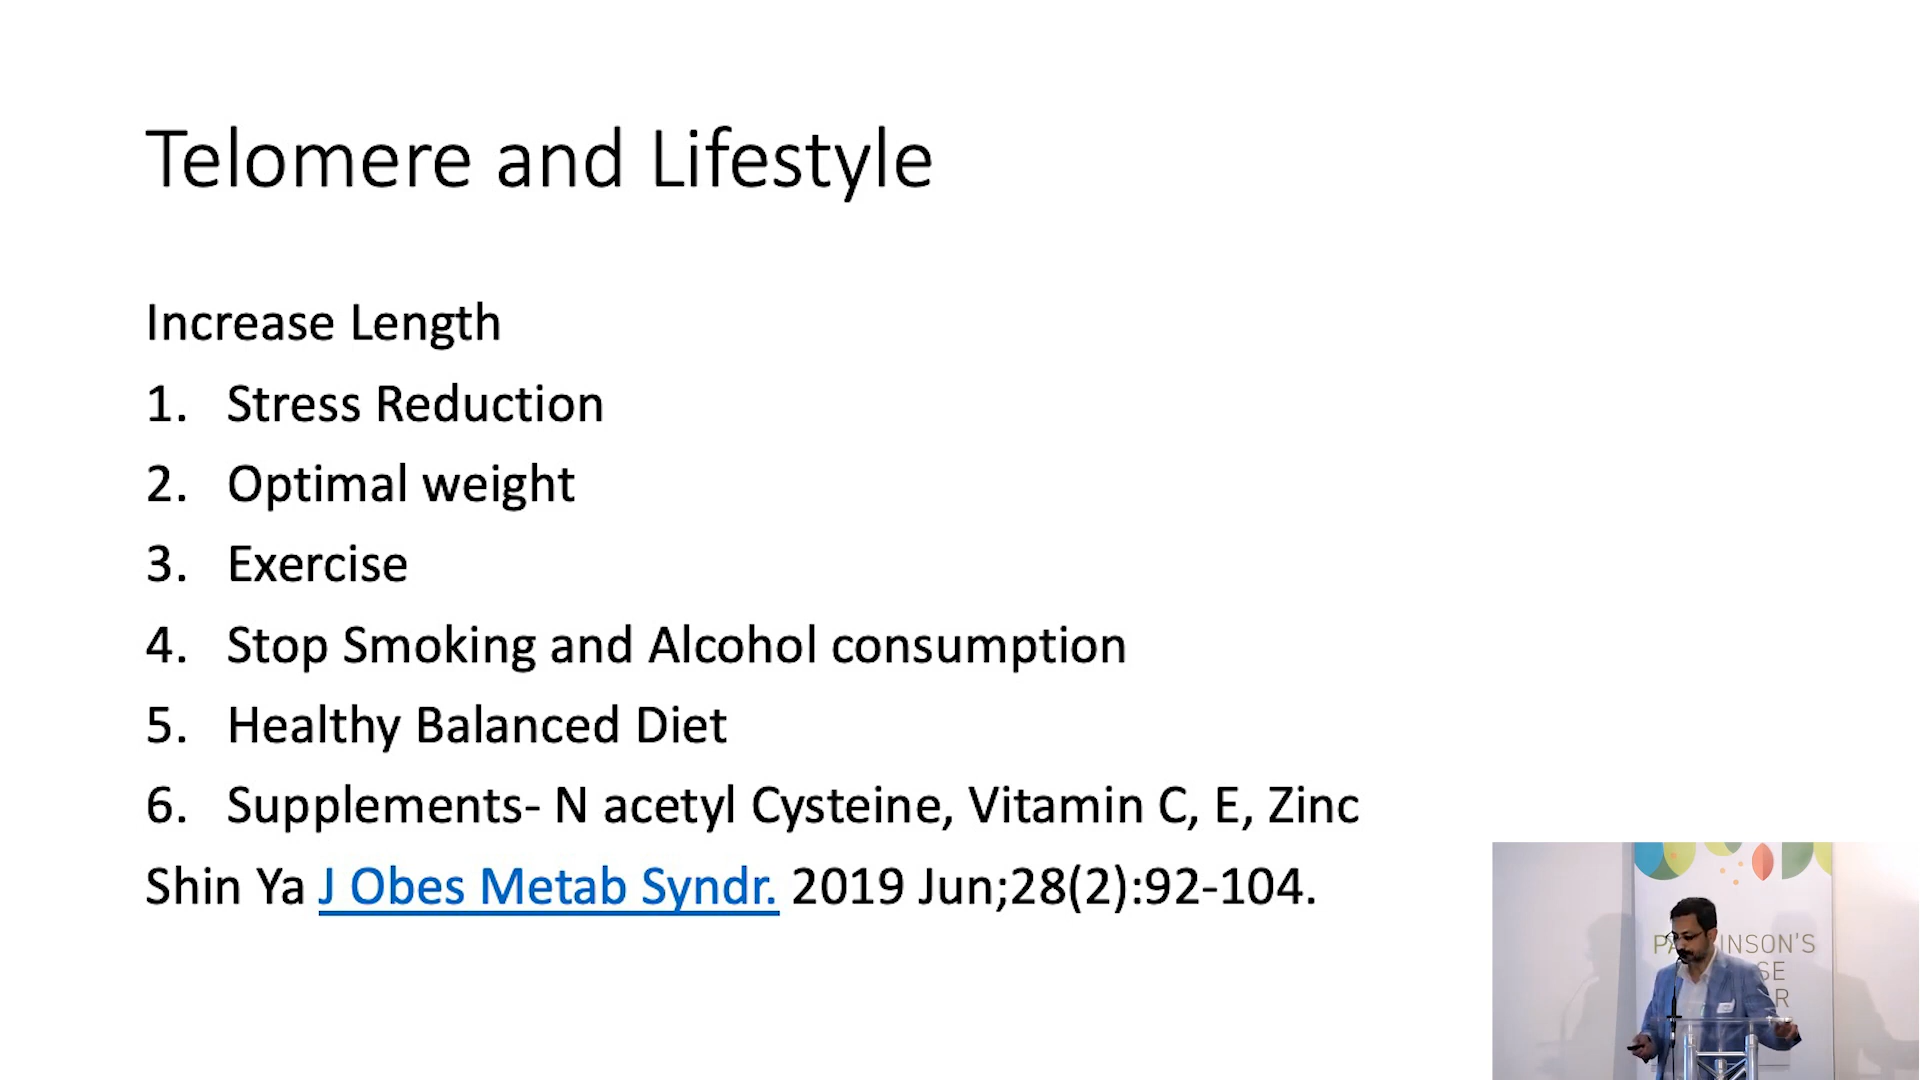 Telomere and Lifestyle
Increase Length
1. Stress Reduction
2. Optimal weight
3. Exercise
4. Stop Smoking and Alcohol consumption
5. Healthy Balanced Diet
6. Supplements- N acetyl Cysteine, Vitamin C, E, Zinc
Shin Ya J Obes Metab Syndr. 2019 Jun;28(2):92-104.